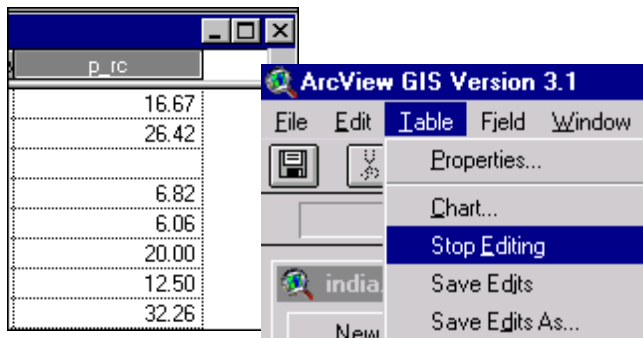 p_rc
16.67
26.42
6.82
6.06
20.00
12.50
32.26
ArcView GIS Version 3.1
File Edit Table Field Window
Properties...
Chart...
Stop Editing
Save Edits
Save Edits As...
india.
New